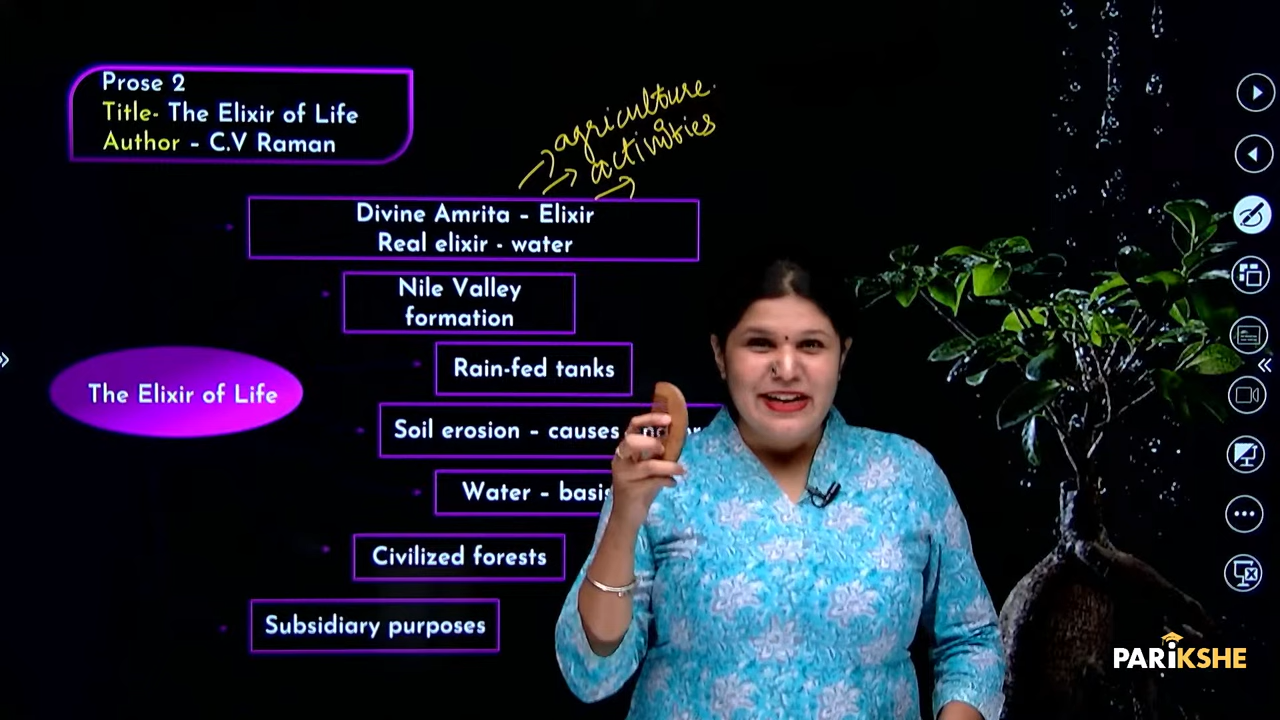 Prose 2
Title- The Elixir of Life
Author - C.V Raman
agriculture.
activities
Divine Amrita - Elixir
Real elixir - water
Nile Valley
formation
Rain-fed tanks
Soil erosion - causes
Water -
The Elixir of Life
Civilized forests
Subsidiary purposes
PARIKSHE